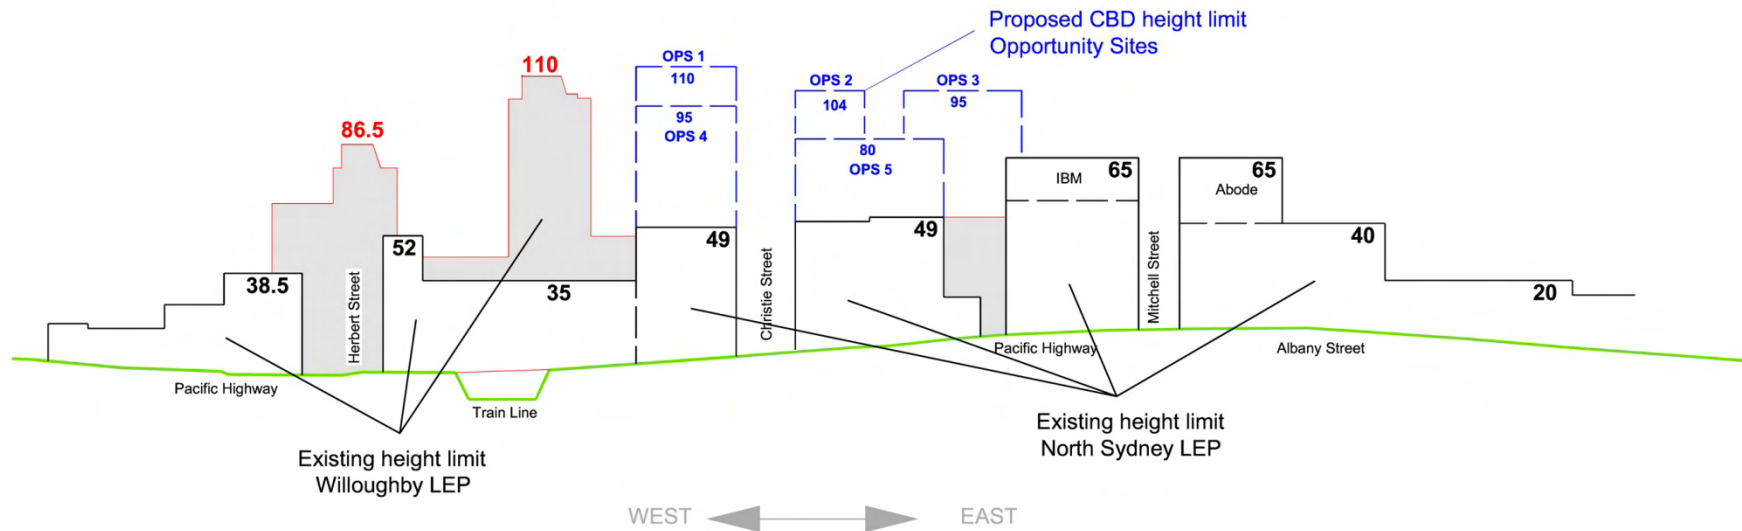 Proposed CBD height limit
Opportunity Sites
110
OPS 1
110
OPS 2
104
OPS 3
95
95
OPS 4
86.5
80
OPS 5
IBM
65
Abode
65
52
49
49
40
38.5
35
20
Herbert Street
Christie Street
Mitchell Street
Pacific Highway
Albany Street
Pacific Highway
Train Line
Existing height limit
North Sydney LEP
Existing height limit
Willoughby LEP
WEST
EAST